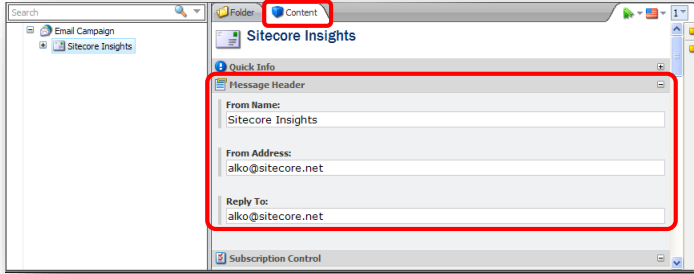 Search
Folder
Content
1
Email Campaign
Sitecore Insights
Sitecore Insights
Quick Info
Message Header
From Name:
Sitecore Insights
From Address:
alko@sitecore.net
Reply To:
alko@sitecore.net
Subscription Control